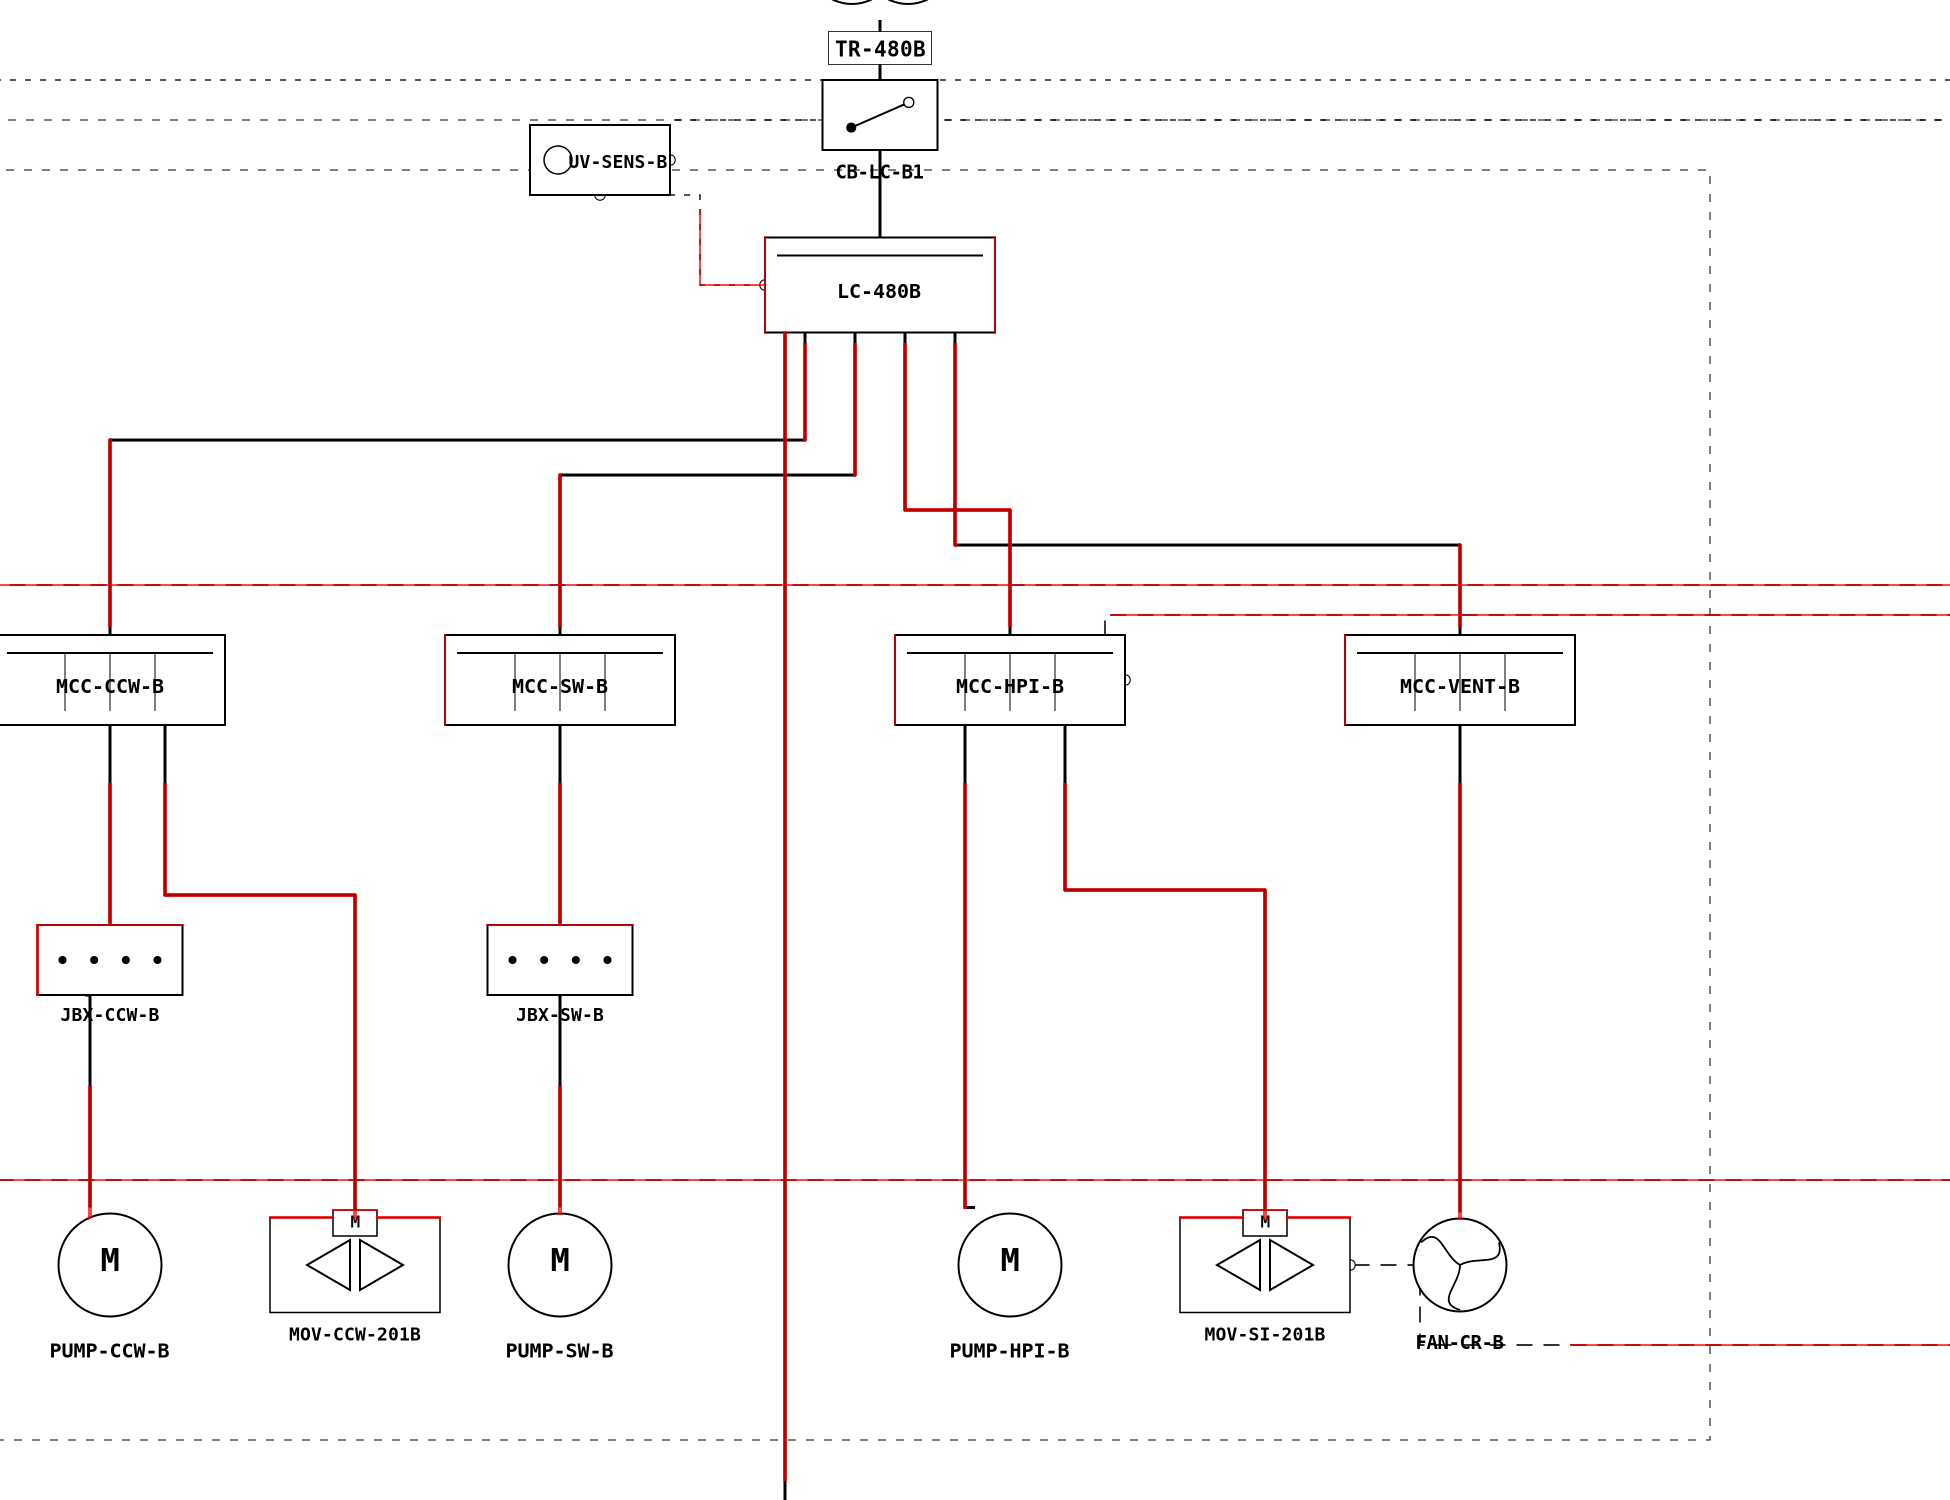 TR-480B
CB-LC-B1
UV-SENS-B
LC-480B
MCC-CCW-B
MCC-SW-B
MCC-HPI-B
MCC-VENT-B
JBX-CCW-B
JBX-SW-B
M
M
M
M
M
PUMP-CCW-B
MOV-CCW-201B
PUMP-SW-B
PUMP-HPI-B
MOV-SI-201B
FAN-CR-B